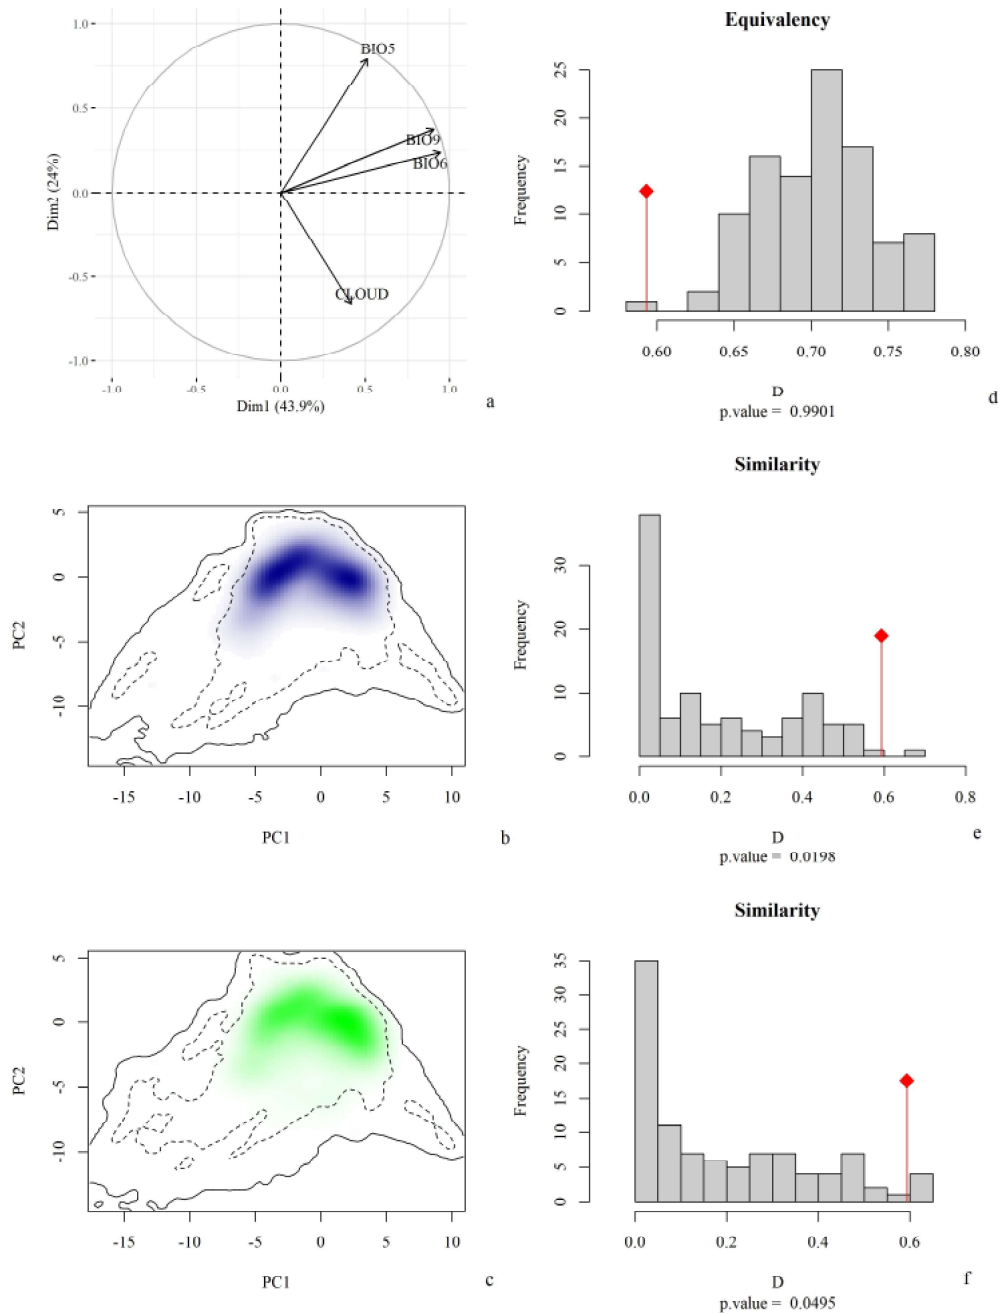 1.0
0.5
0.0
-0.5
-1.0
Dim2 (24%)
BIO5
BIO9
BIO6
CLOUD
-1.0 -0.5 0.0 0.5 1.0
Dim1 (43.9%)
a
Equivalency
Frequency
0 5 10 15 20 25
0.60 0.65 0.70 0.75 0.80
D
p.value = 0.9901
d
PC2
5
0
-5
-10
-15 -10 -5 0 5 10
PC1
b
Similarity
Frequency
0 10 20 30
0.0 0.2 0.4 0.6 0.8
D
p.value = 0.0198
e
PC2
5
0
-5
-10
-15 -10 -5 0 5 10
PC1
c
Similarity
Frequency
0 5 10 15 20 25 30 35
0.0 0.2 0.4 0.6
D
p.value = 0.0495
f